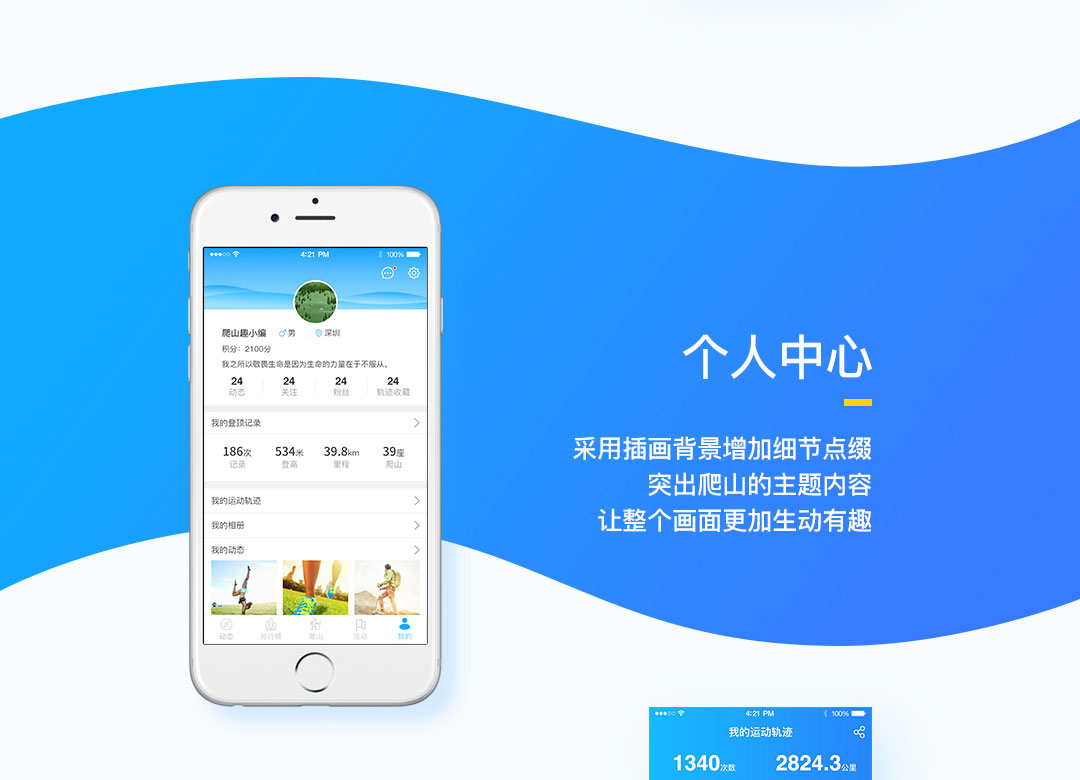 4:21 PM 100%
爬山趣小编 男 深圳
积分：2100分
我之所以敬畏生命是因为生命的力量在于不服从。
24 24 24 24
动态 关注 粉丝 轨迹收藏
我的登顶记录
186次 534米 39.8km 39座
记录 登高 里程 爬山
我的运动轨迹
我的相册
我的动态
动态 排行榜 爬山 活动 我的
个人中心
采用插画背景增加细节点缀
突出爬山的主题内容
让整个画面更加生动有趣
4:21 PM 100%
我的运动轨迹
1340次数 2824.3公里